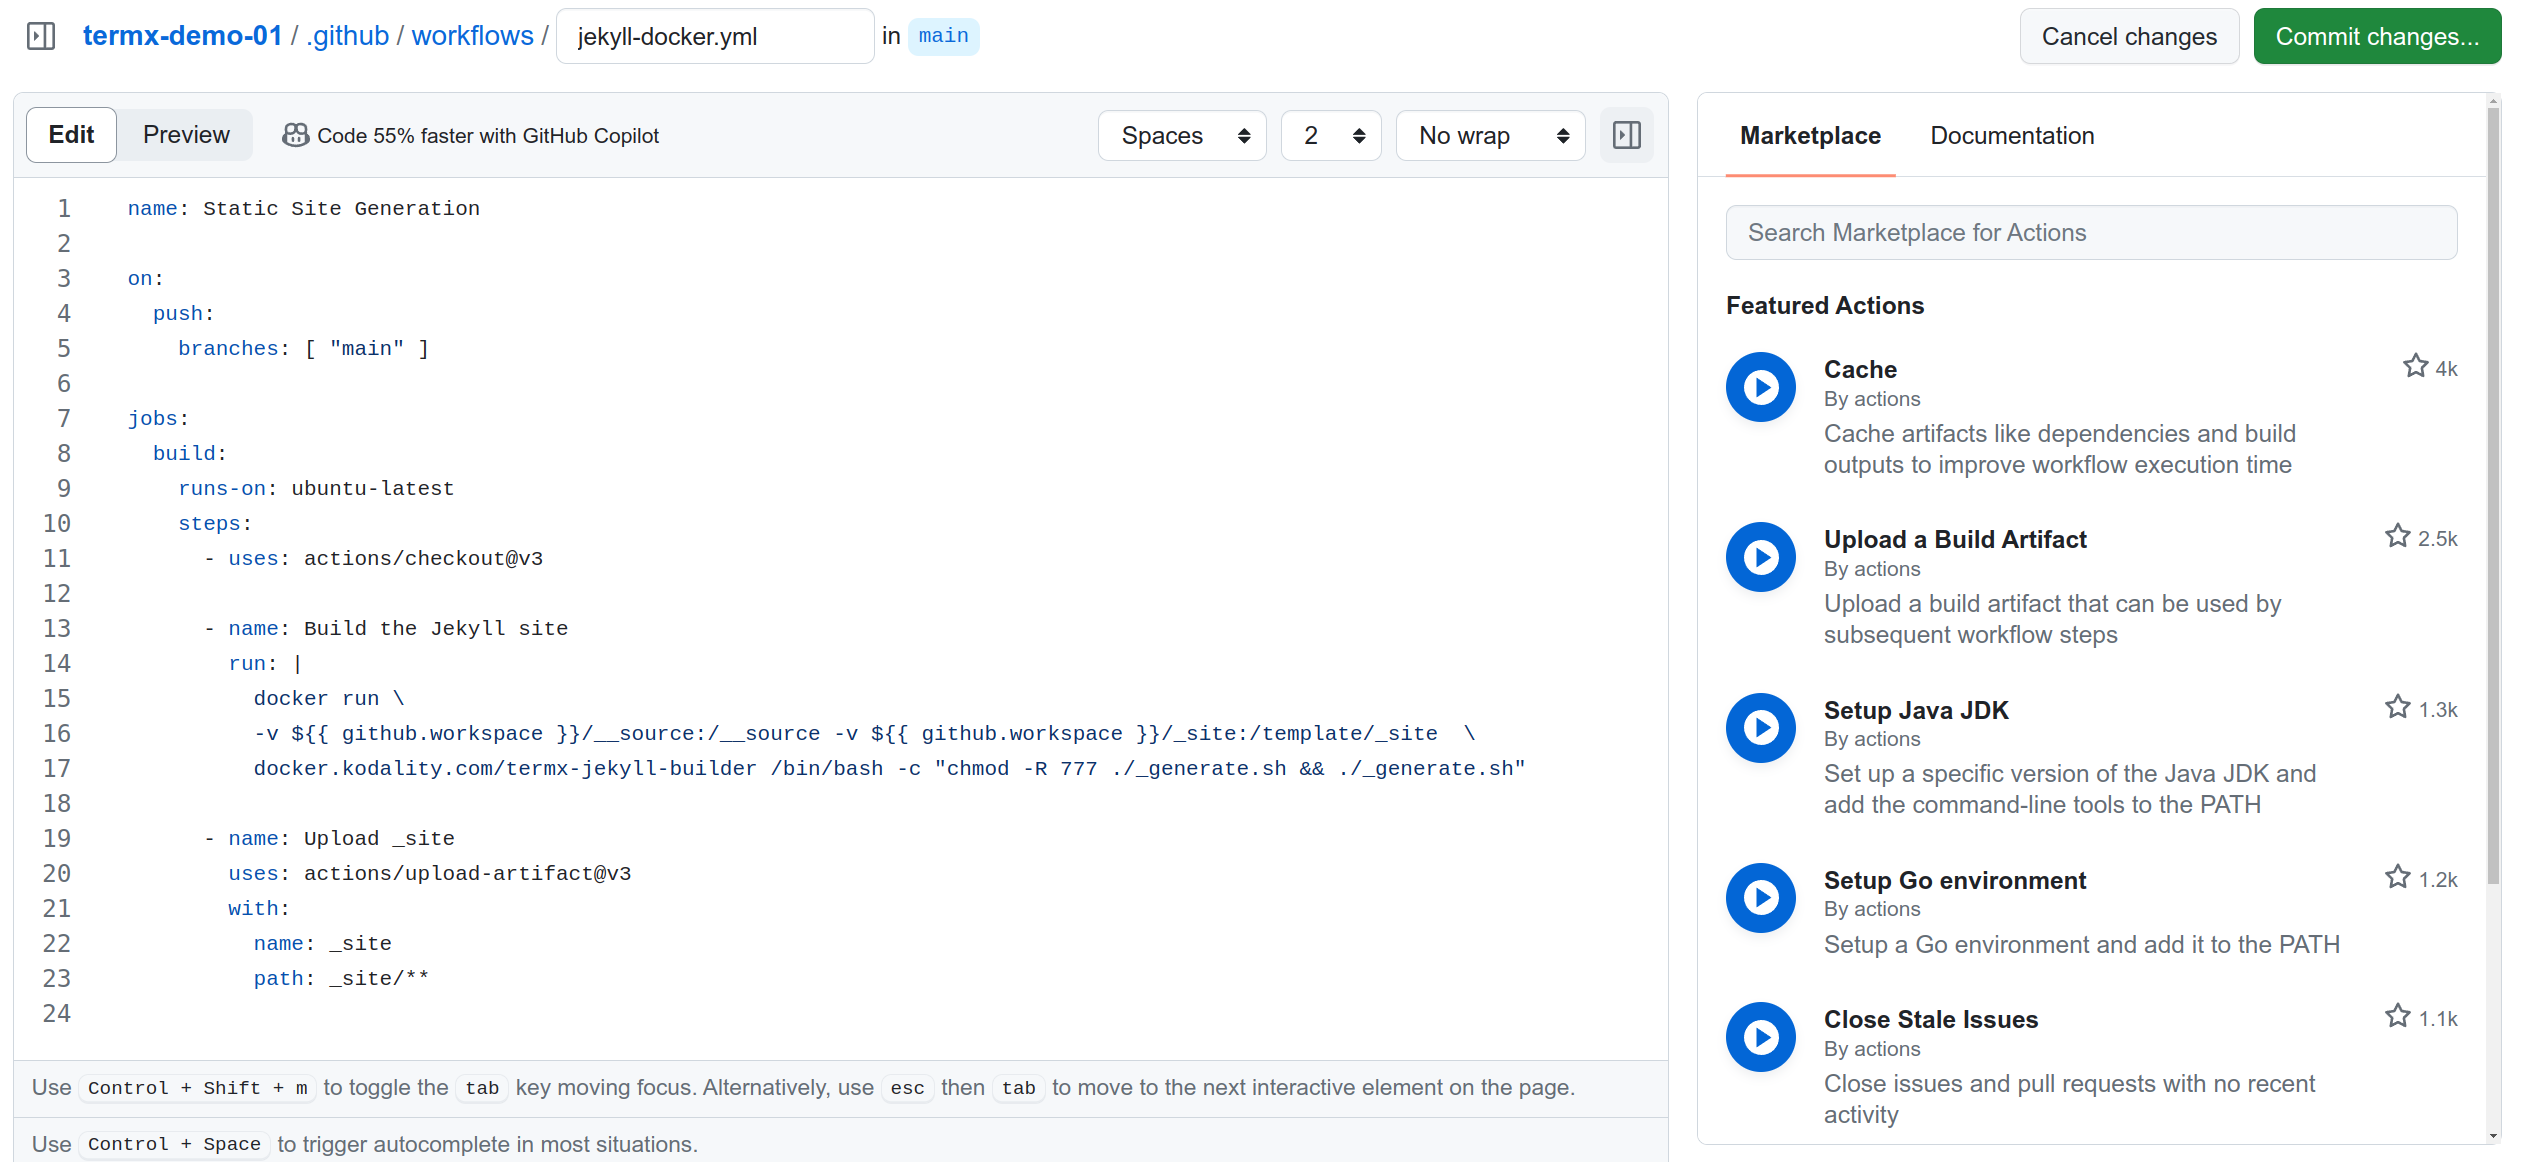 termx-demo-01 / .github / workflows / jekyll-docker.yml in main
Cancel changes
Commit changes...
Edit
Preview
Code 55% faster with GitHub Copilot
Spaces
2
No wrap
1 name: Static Site Generation
2
3 on:
4   push:
5     branches: [ "main" ]
6
7 jobs:
8   build:
9     runs-on: ubuntu-latest
10     steps:
11       - uses: actions/checkout@v3
12
13       - name: Build the Jekyll site
14         run: |
15           docker run \
16           -v ${{ github.workspace }}/__source:/__source -v ${{ github.workspace }}/_site:/template/_site  \
17           docker.kodality.com/termx-jekyll-builder /bin/bash -c "chmod -R 777 ./_generate.sh && ./_generate.sh"
18
19       - name: Upload _site
20         uses: actions/upload-artifact@v3
21         with:
22           name: _site
23           path: _site/**
24
Use Control + Shift + m to toggle the tab key moving focus. Alternatively, use esc then tab to move to the next interactive element on the page.
Use Control + Space to trigger autocomplete in most situations.
Marketplace
Documentation
Search Marketplace for Actions
Featured Actions
Cache
4k
By actions
Cache artifacts like dependencies and build
outputs to improve workflow execution time
Upload a Build Artifact
2.5k
By actions
Upload a build artifact that can be used by
subsequent workflow steps
Setup Java JDK
1.3k
By actions
Set up a specific version of the Java JDK and
add the command-line tools to the PATH
Setup Go environment
1.2k
By actions
Setup a Go environment and add it to the PATH
Close Stale Issues
1.1k
By actions
Close issues and pull requests with no recent
activity